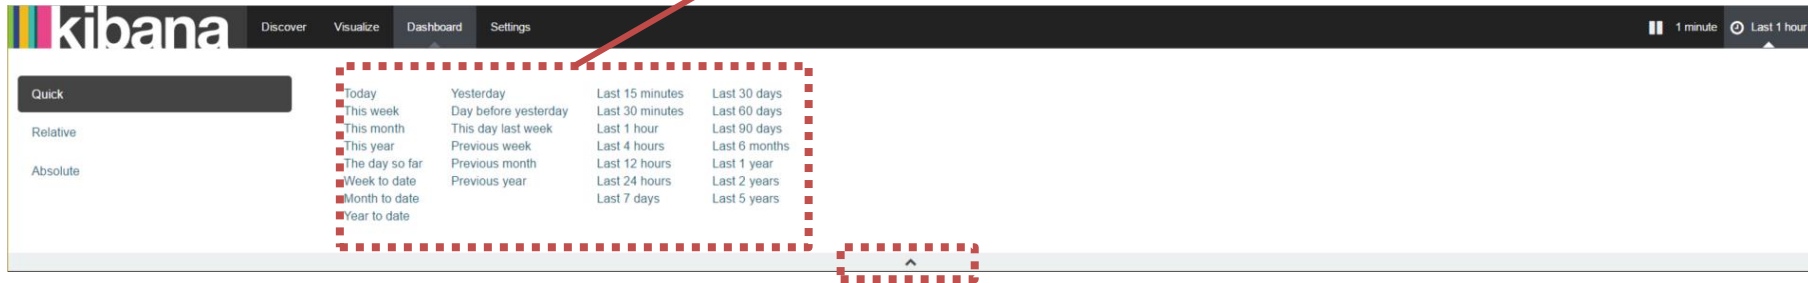 kibana Discover Visualize Dashboard Settings 1 minute Last 1 hour
Quick
Relative
Absolute
Today
This week
This month
This year
The day so far
Week to date
Month to date
Year to date
Yesterday
Day before yesterday
This day last week
Previous week
Previous month
Previous year
Last 15 minutes
Last 30 minutes
Last 1 hour
Last 4 hours
Last 12 hours
Last 24 hours
Last 7 days
Last 30 days
Last 60 days
Last 90 days
Last 6 months
Last 1 year
Last 2 years
Last 5 years